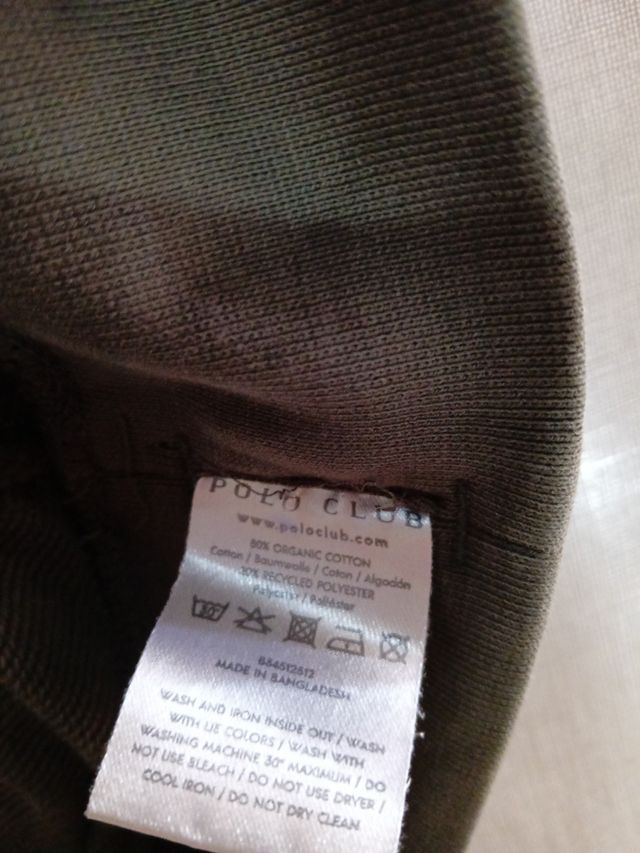 POLO CLUB
www.poloclub.com
80% ORGANIC COTTON
Cotton / Baumwolle / Coton / Algodón
20% RECYCLED POLYESTER
Polyester / Poliéster
30°
B84512512
MADE IN BANGLADESH
WASH AND IRON INSIDE OUT / WASH
WITH LIE COLORS / WASH WITH
WASHING MACHINE 30° MAXIMUM / DO
NOT USE BLEACH / DO NOT USE DRYER /
COOL IRON / DO NOT DRY CLEAN